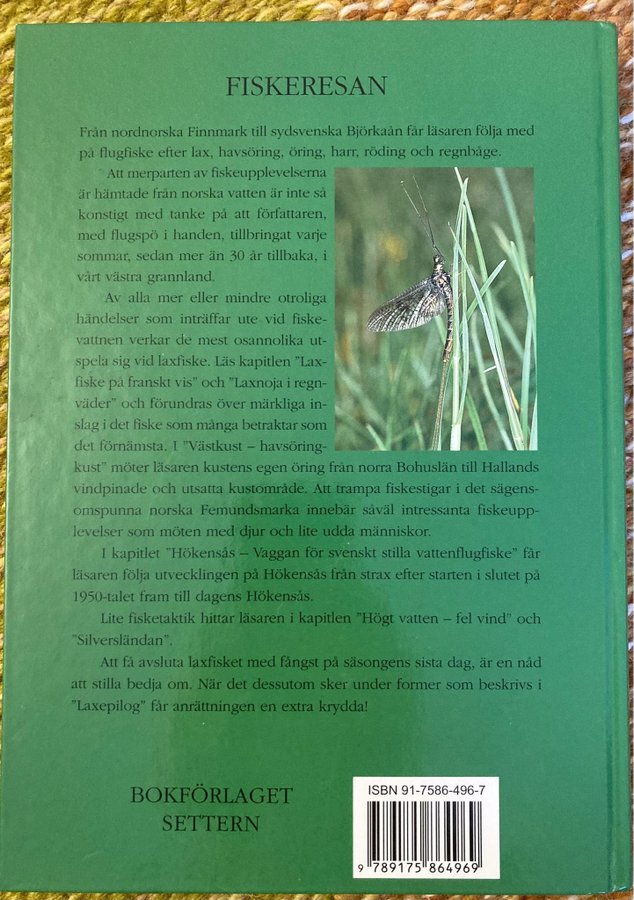 FISKERESAN
Från nordnorska Finnmark till sydsvenska Björkaån får läsaren följa med
på flugfiske efter lax, havsöring, öring, harr, röding och regnbåge.
Att merparten av fiskeupplevelserna
är hämtade från norska vatten är inte så
konstigt med tanke på att författaren,
med flugspö i handen, tillbringat varje
sommar, sedan mer än 30 år tillbaka, i
vårt västra grannland.
Av alla mer eller mindre otroliga
händelser som inträffar ute vid fiske-
vattnen verkar de mest osannolika ut-
spela sig vid laxfiske. Läs kapitlen "Lax-
fiske på franskt vis" och "Laxnoja i regn-
väder" och förundras över märkliga in-
slag i det fiske som många betraktar som
det förnämsta. I "Västkust – havsöring-
kust" möter läsaren kustens egen öring från norra Bohuslän till Hallands
vindpinade och utsatta kustområde. Att trampa fiskestigar i det sägens-
omspunna norska Femundsmarka innebär såväl intressanta fiskeupp-
levelser som möten med djur och lite udda människor.
I kapitlet "Hökensås – Vaggan för svenskt stilla vattenflugfiske" får
läsaren följa utvecklingen på Hökensås från strax efter starten i slutet på
1950-talet fram till dagens Hökensås.
Lite fisketaktik hittar läsaren i kapitlen "Högt vatten – fel vind" och
"Silversländan".
Att få avsluta laxfisket med fångst på säsongens sista dag, är en nåd
att stilla bedja om. När det dessutom sker under former som beskrivs i
"Laxepilog" får anrättningen en extra krydda!
BOKFÖRLAGET
SETTERN
ISBN 91-7586-496-7
9 789175 864969